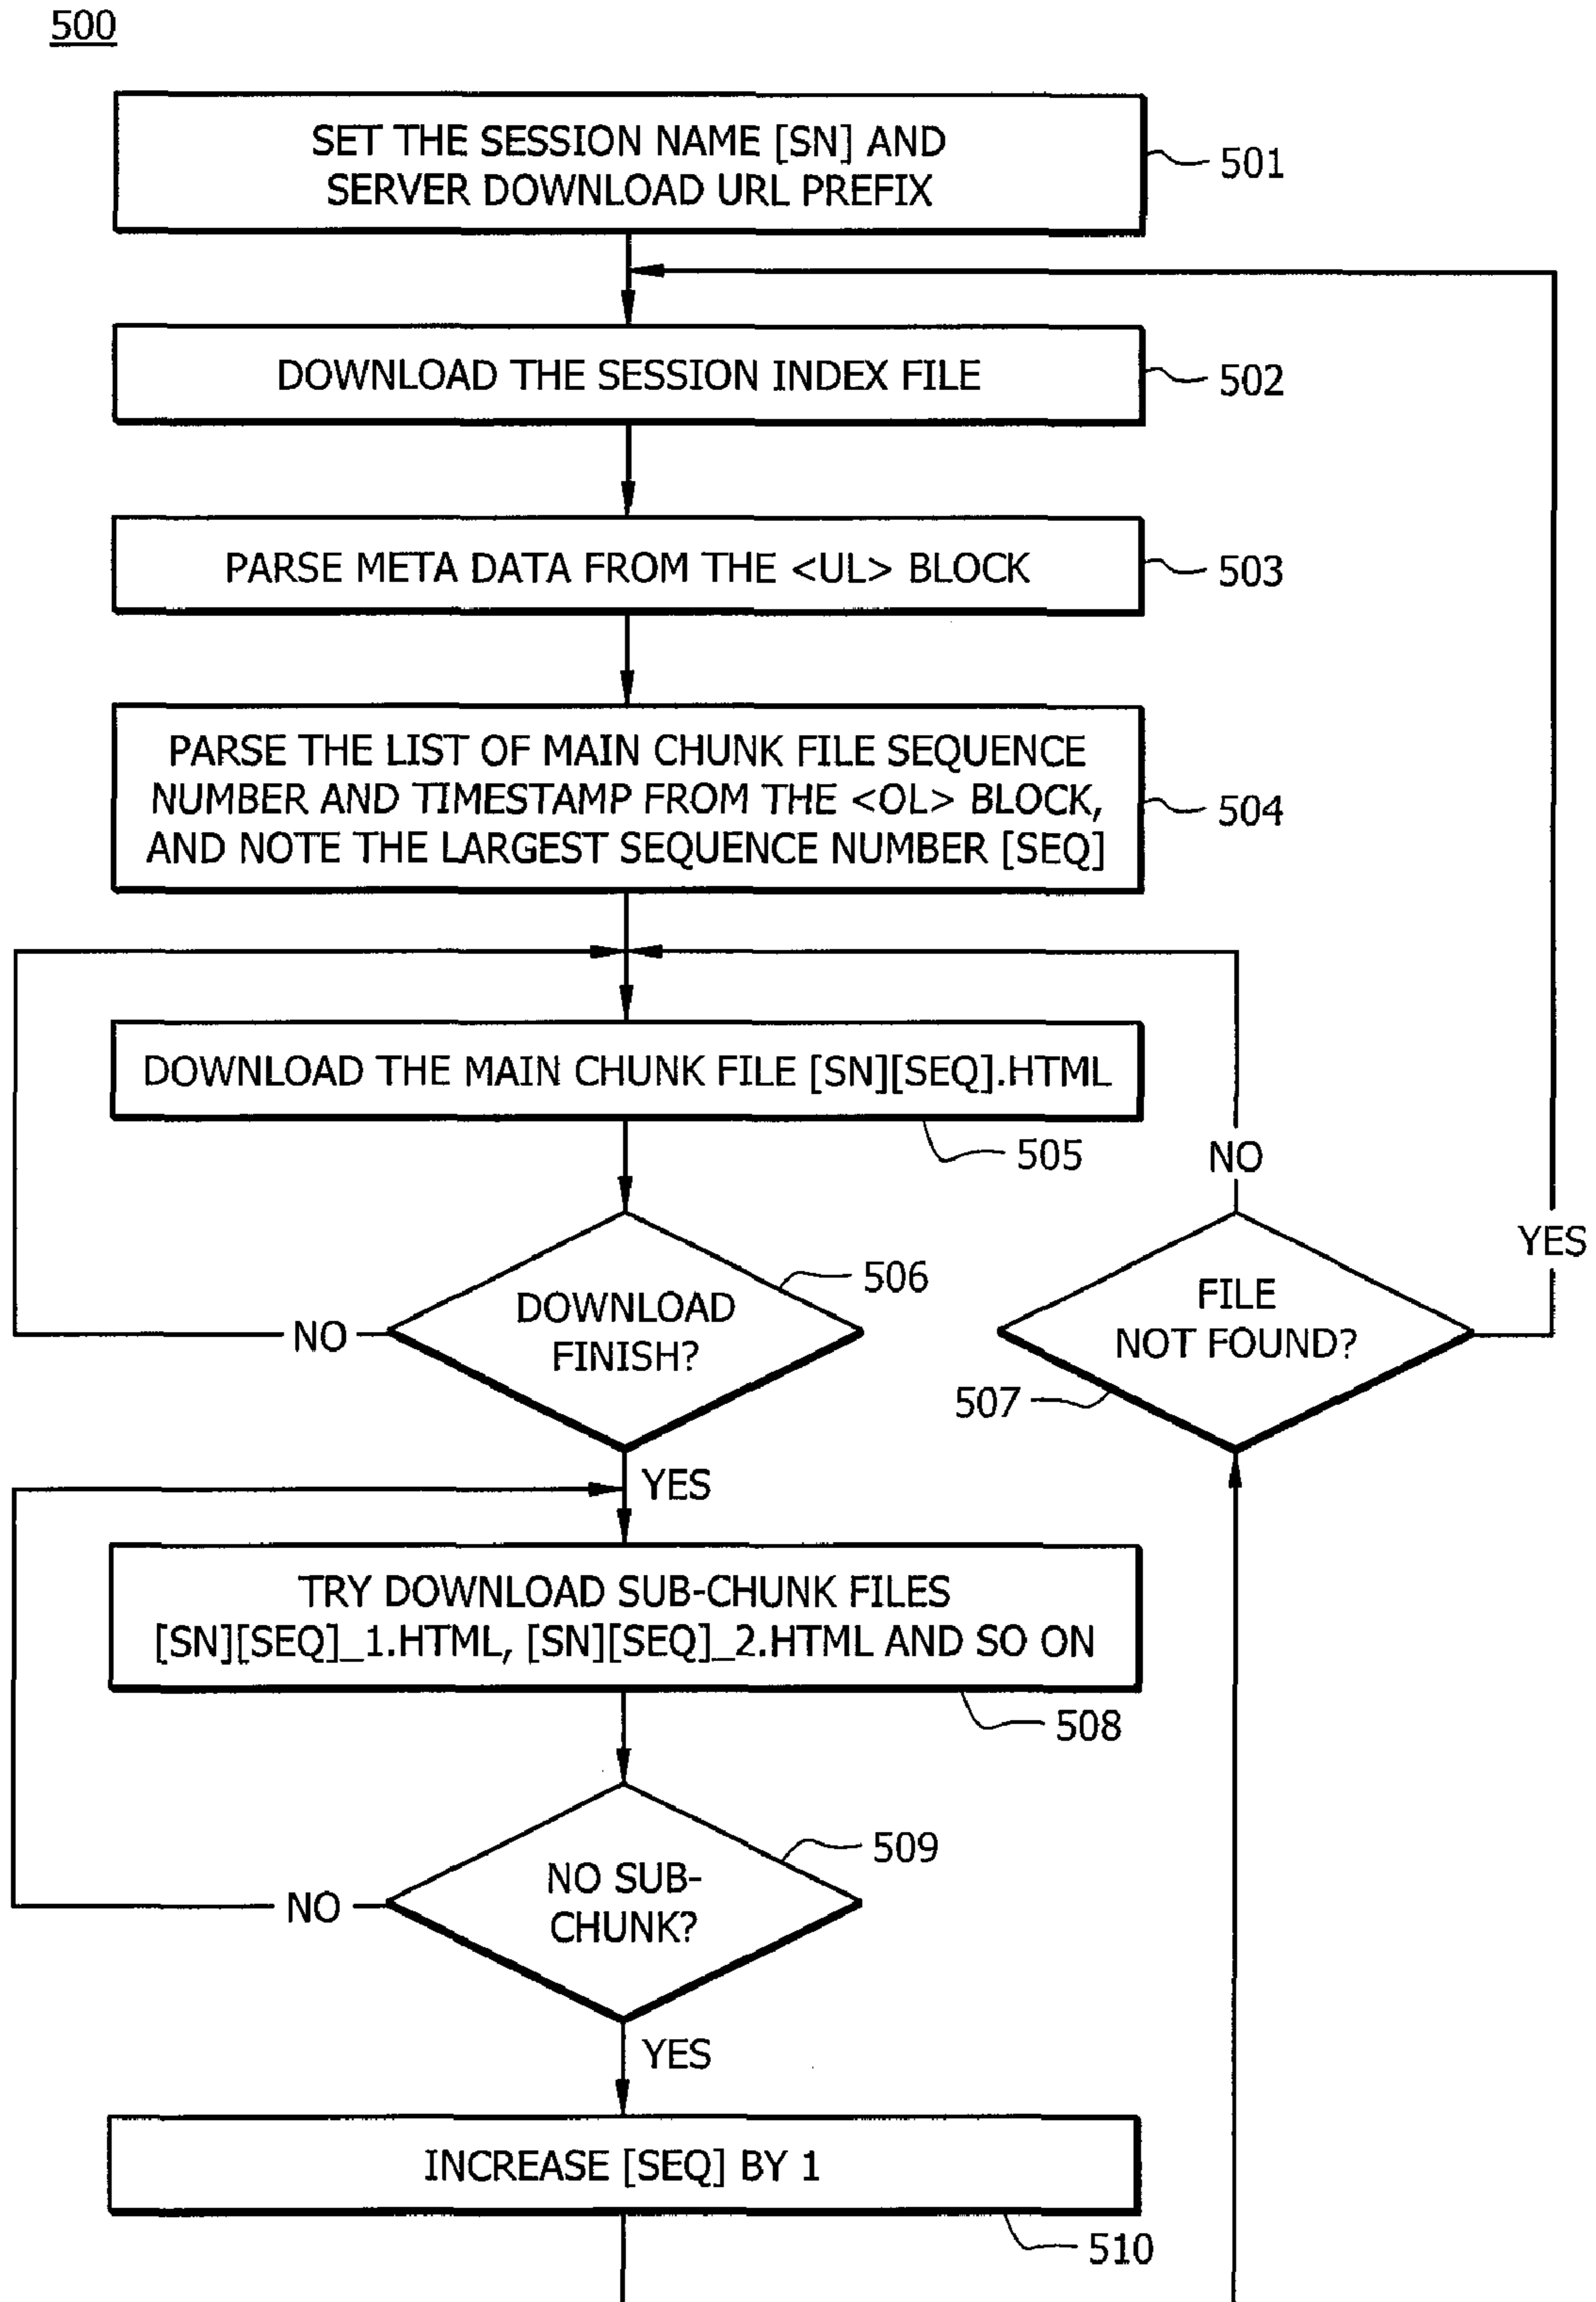 500
SET THE SESSION NAME [SN] AND
SERVER DOWNLOAD URL PREFIX
501
DOWNLOAD THE SESSION INDEX FILE
502
PARSE META DATA FROM THE <UL> BLOCK
503
PARSE THE LIST OF MAIN CHUNK FILE SEQUENCE
NUMBER AND TIMESTAMP FROM THE <OL> BLOCK,
AND NOTE THE LARGEST SEQUENCE NUMBER [SEQ]
504
DOWNLOAD THE MAIN CHUNK FILE [SN][SEQ].HTML
505
NO
YES
506
DOWNLOAD
FINISH?
NO
FILE
NOT FOUND?
507
YES
TRY DOWNLOAD SUB-CHUNK FILES
[SN][SEQ]_1.HTML, [SN][SEQ]_2.HTML AND SO ON
508
509
NO SUB-
CHUNK?
NO
YES
INCREASE [SEQ] BY 1
510